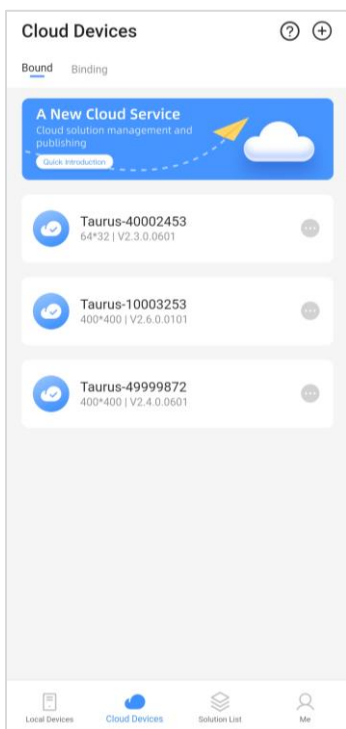 Cloud Devices
Bound Binding
A New Cloud Service
Cloud solution management and
publishing
Quick Introduction
Taurus-40002453
64*32 | V2.3.0.0601
Taurus-10003253
400*400 | V2.6.0.0101
Taurus-49999872
400*400 | V2.4.0.0601
Local Devices Cloud Devices Solution List Me